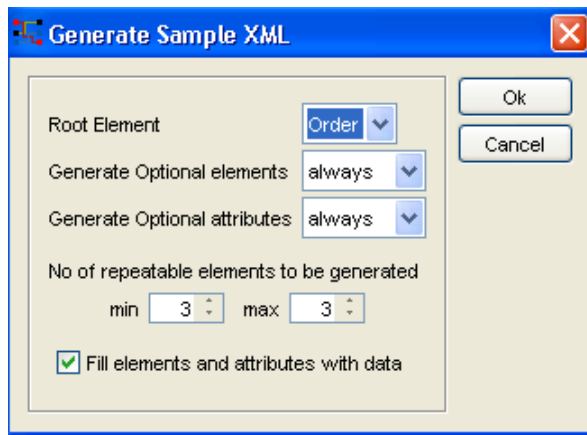 Generate Sample XML
Root Element Order
Generate Optional elements always
Generate Optional attributes always
No of repeatable elements to be generated
min 3 max 3
Fill elements and attributes with data
Ok
Cancel